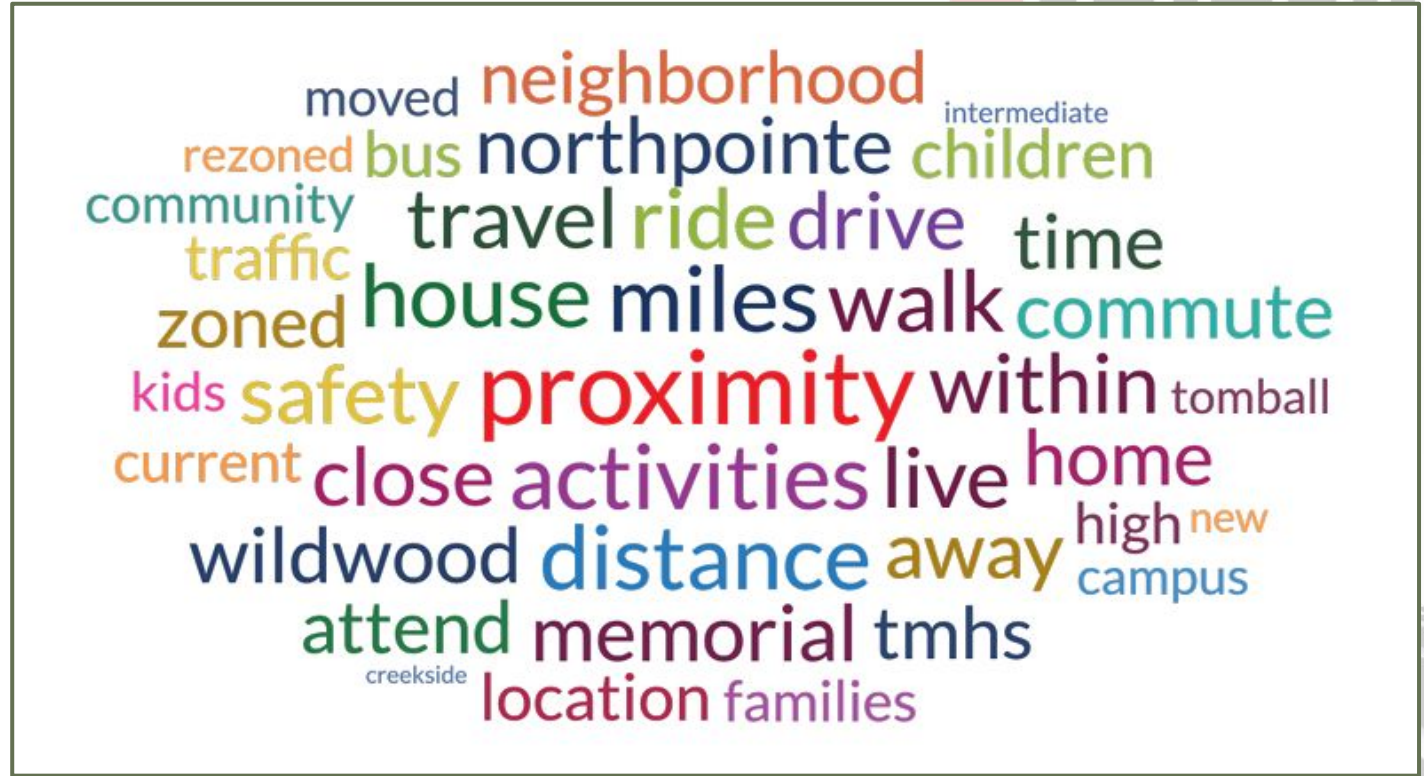 moved neighborhood intermediate
rezoned bus northpointe children
community travel ride drive time
traffic
house miles walk commute
zoned
kids safety proximity within tomball
current close activities live home
high new
wildwood distance away campus
attend memorial tmhs
creekside
location families